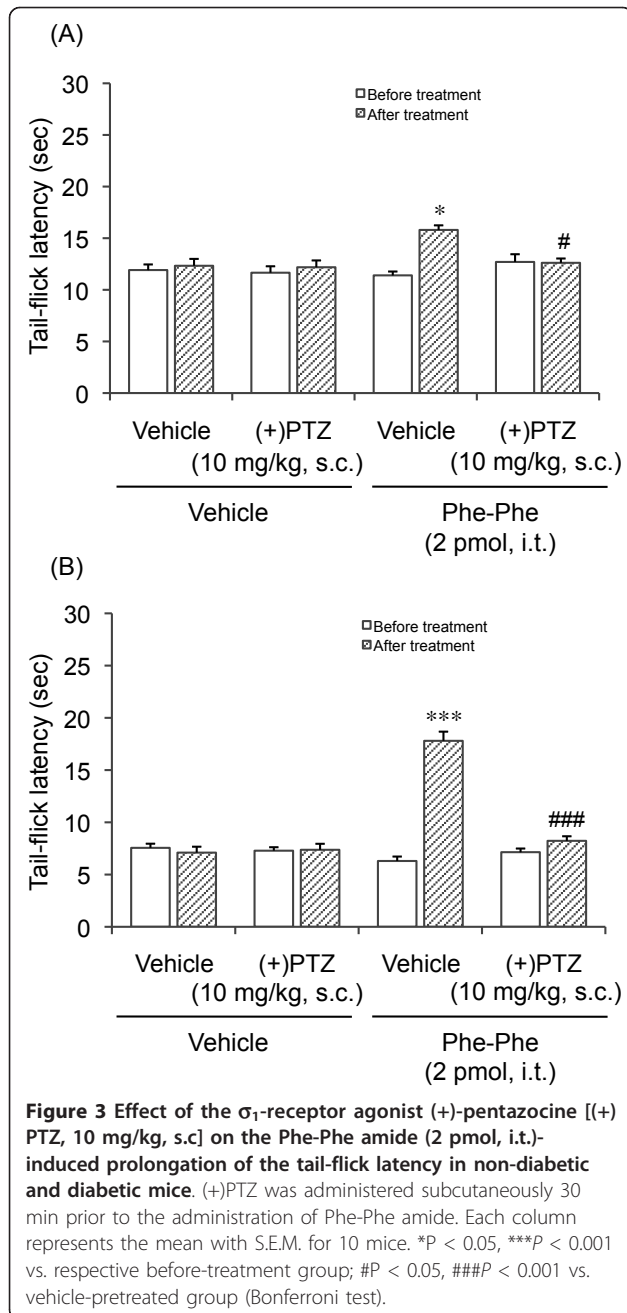 (A)
30
25
20
15
10
5
0
Tail-flick latency (sec)
Before treatment
After treatment
*
#
Vehicle (+)PTZ Vehicle (+)PTZ
(10 mg/kg, s.c.) (10 mg/kg, s.c.)
Vehicle Phe-Phe
(2 pmol, i.t.)
(B)
30
25
20
15
10
5
0
Tail-flick latency (sec)
Before treatment
After treatment
***
###
Vehicle (+)PTZ Vehicle (+)PTZ
(10 mg/kg, s.c.) (10 mg/kg, s.c.)
Vehicle Phe-Phe
(2 pmol, i.t.)
Figure 3 Effect of the σ1-receptor agonist (+)-pentazocine [(+)
PTZ, 10 mg/kg, s.c] on the Phe-Phe amide (2 pmol, i.t.)-
induced prolongation of the tail-flick latency in non-diabetic
and diabetic mice. (+)PTZ was administered subcutaneously 30
min prior to the administration of Phe-Phe amide. Each column
represents the mean with S.E.M. for 10 mice. *P < 0.05, ***P < 0.001
vs. respective before-treatment group; #P < 0.05, ###P < 0.001 vs.
vehicle-pretreated group (Bonferroni test).